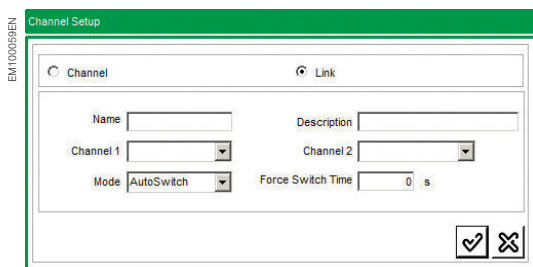 EM100059EN
Channel Setup
Channel Link
Name Description
Channel 1 Channel 2
Mode AutoSwitch Force Switch Time 0 s